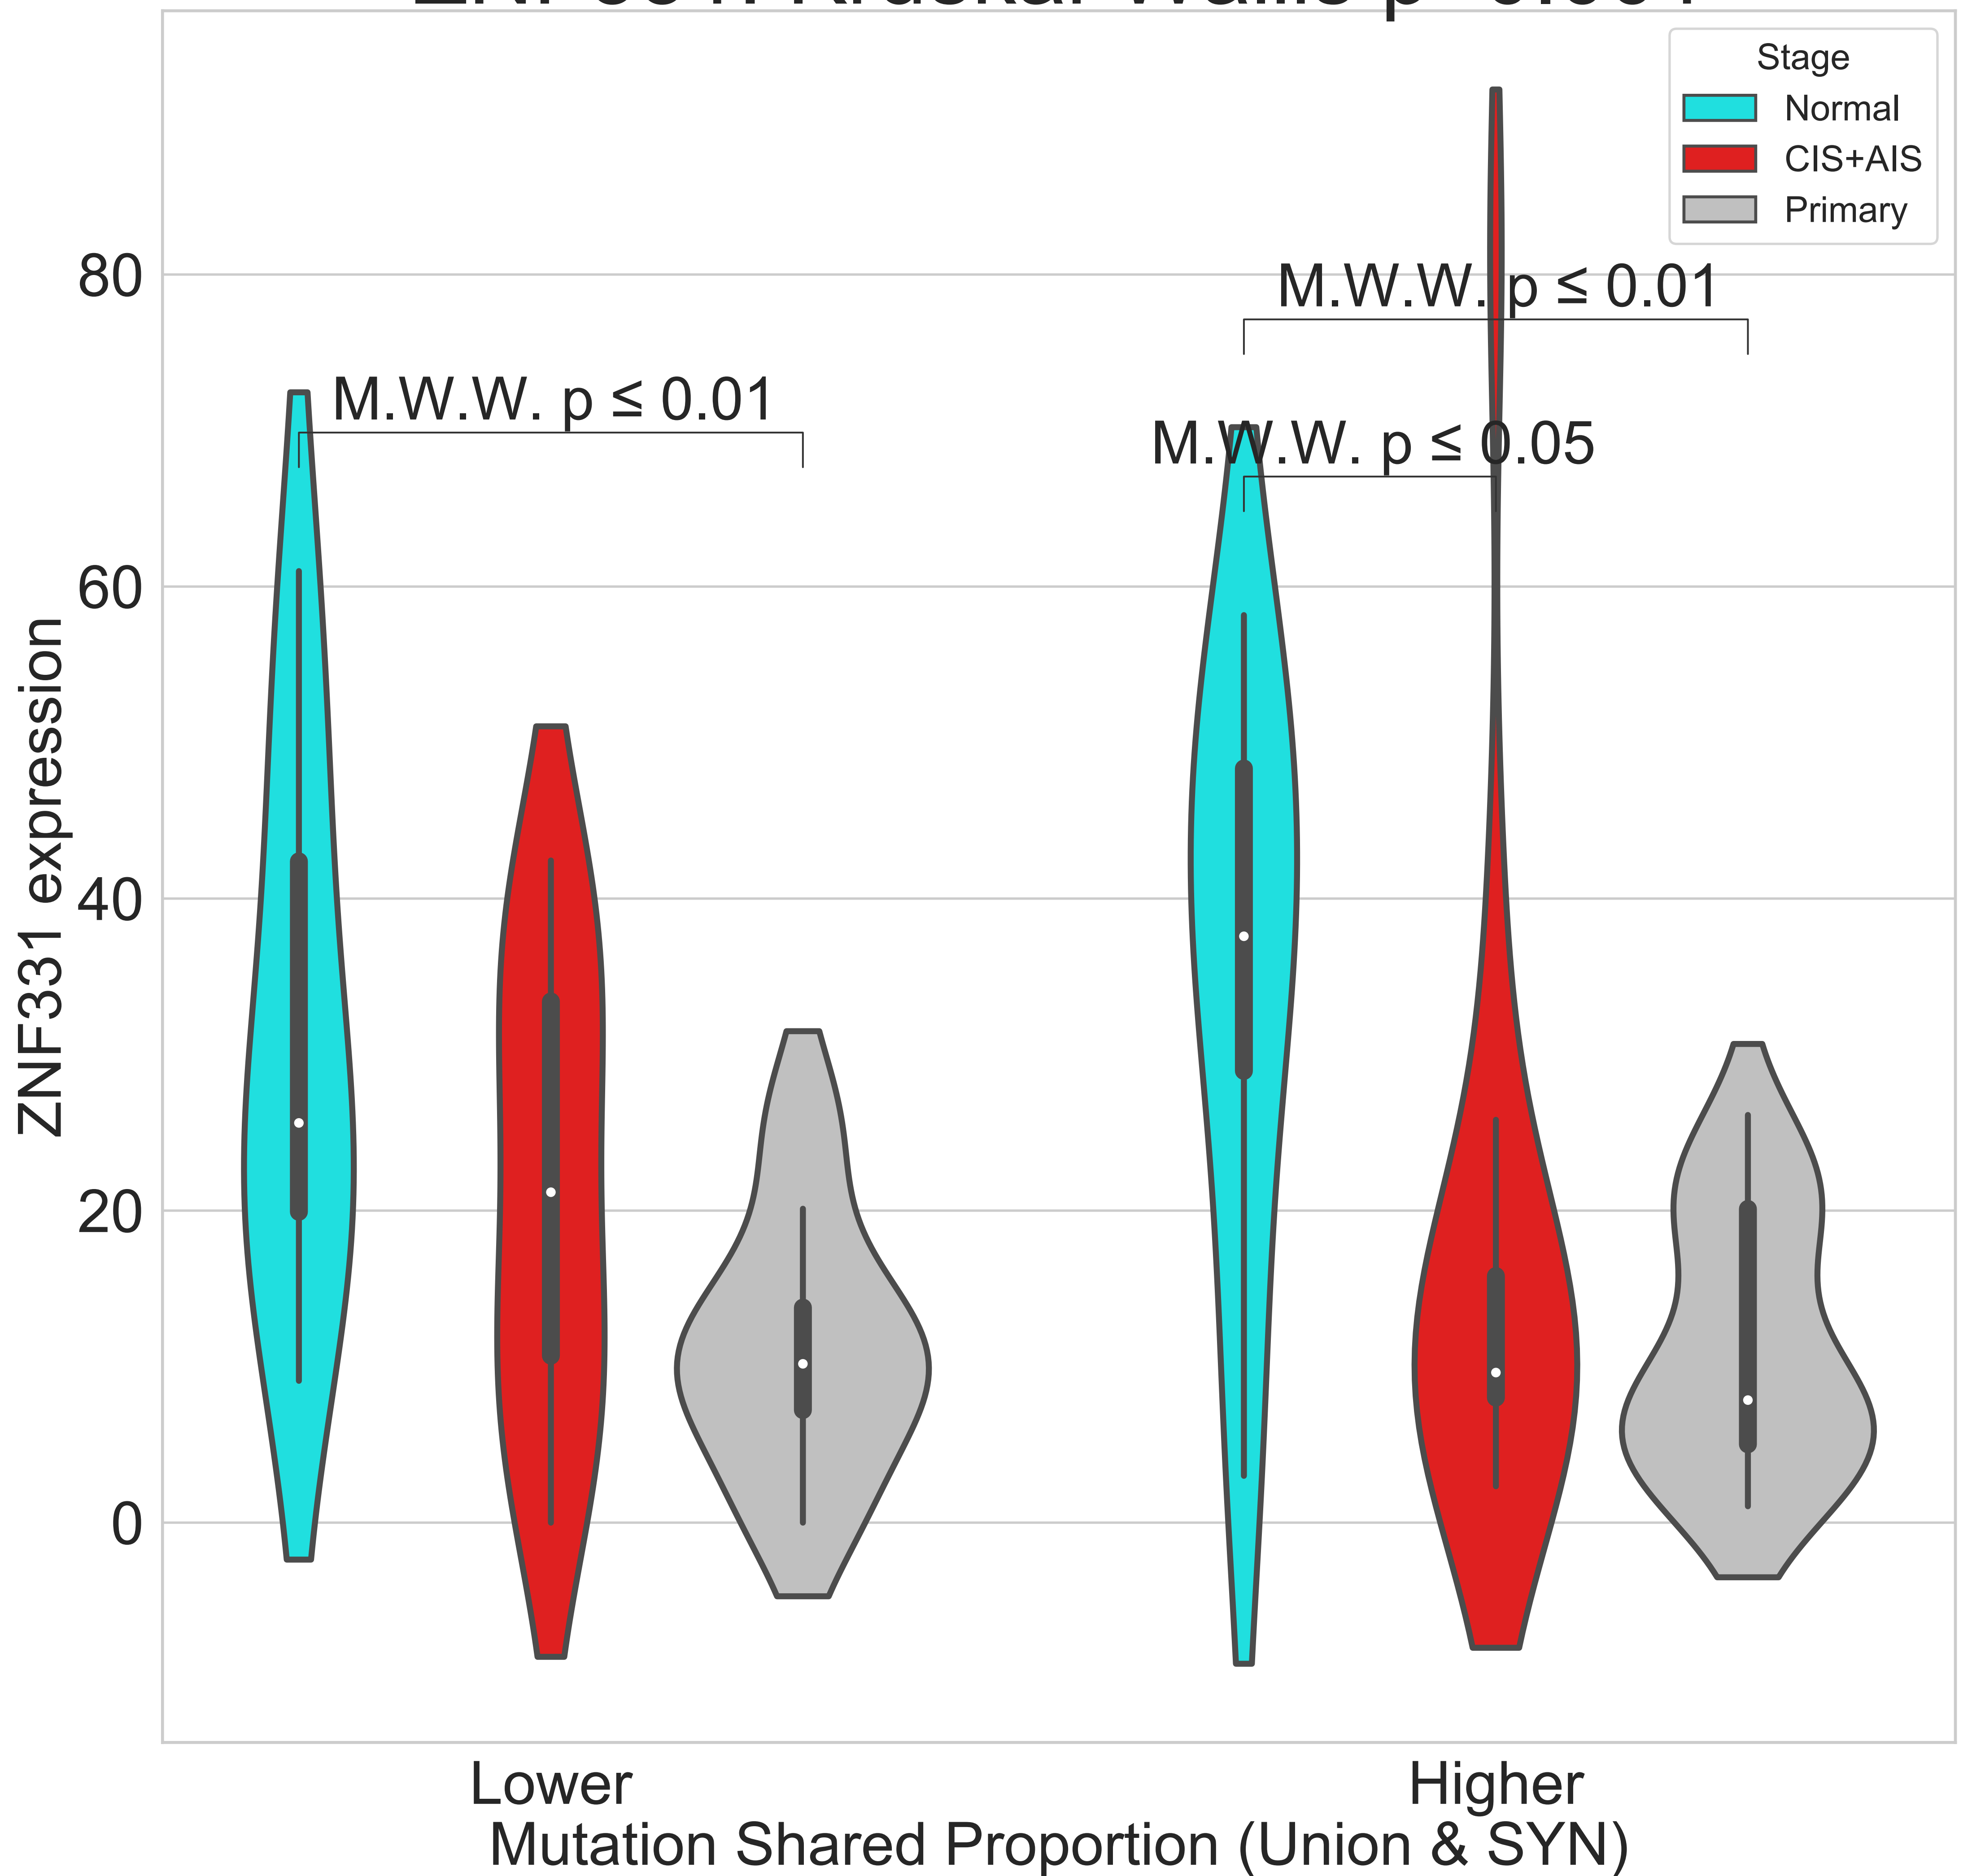 Stage
Normal
CIS+AIS
Primary
80
60
40
20
0
ZNF331 expression
M.W.W. p ≤ 0.01
M.W.W. p ≤ 0.01
M.W.W. p ≤ 0.05
Lower
Higher
Mutation Shared Proportion (Union & SYN)